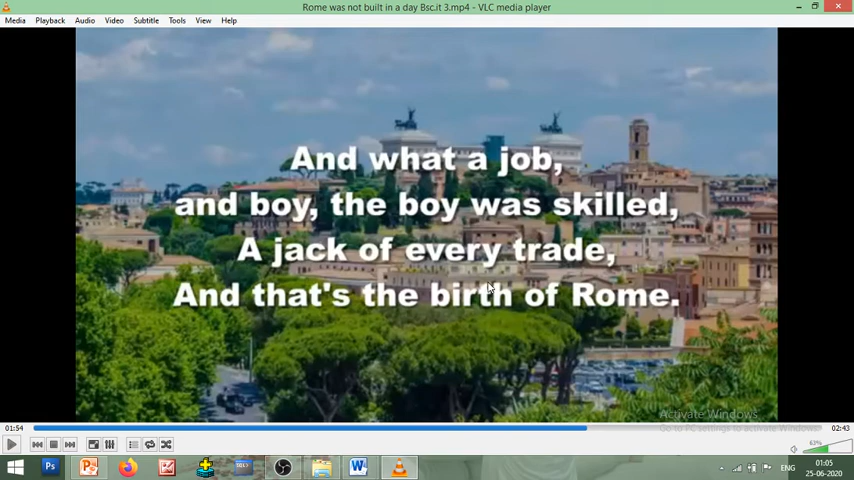 Rome was not built in a day Bsc.it 3.mp4 - VLC media player
Media Playback Audio Video Subtitle Tools View Help
And what a job,
and boy, the boy was skilled,
A jack of every trade,
And that's the birth of Rome.
Activate Windows
Go to PC settings to activate Windows.
01:54
02:43
63%
Ps
ENG
01:05
25-06-2020